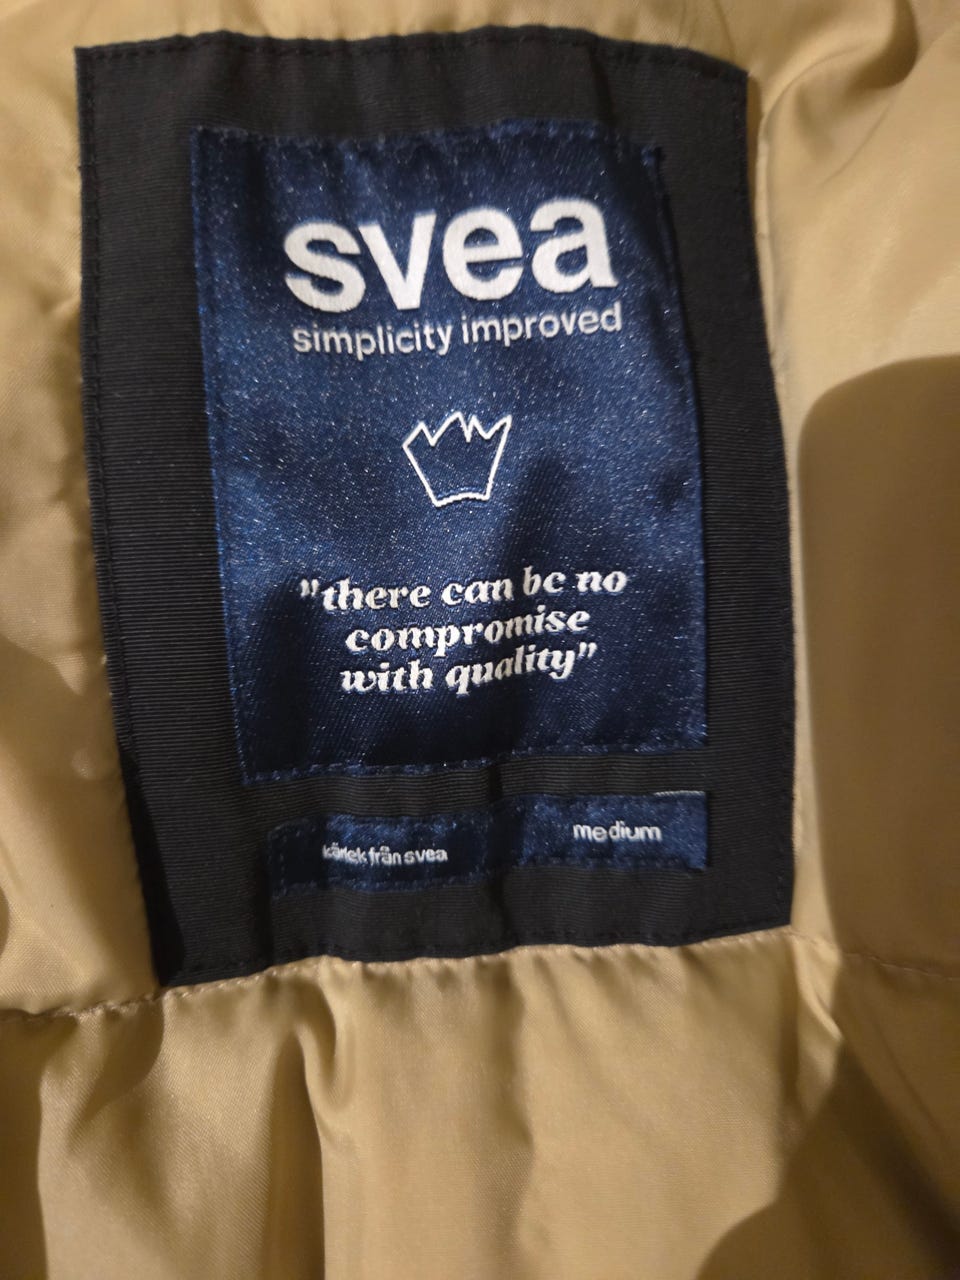 svea
simplicity improved
"there can be no
compromise
with quality"
kärlek från svea
medium